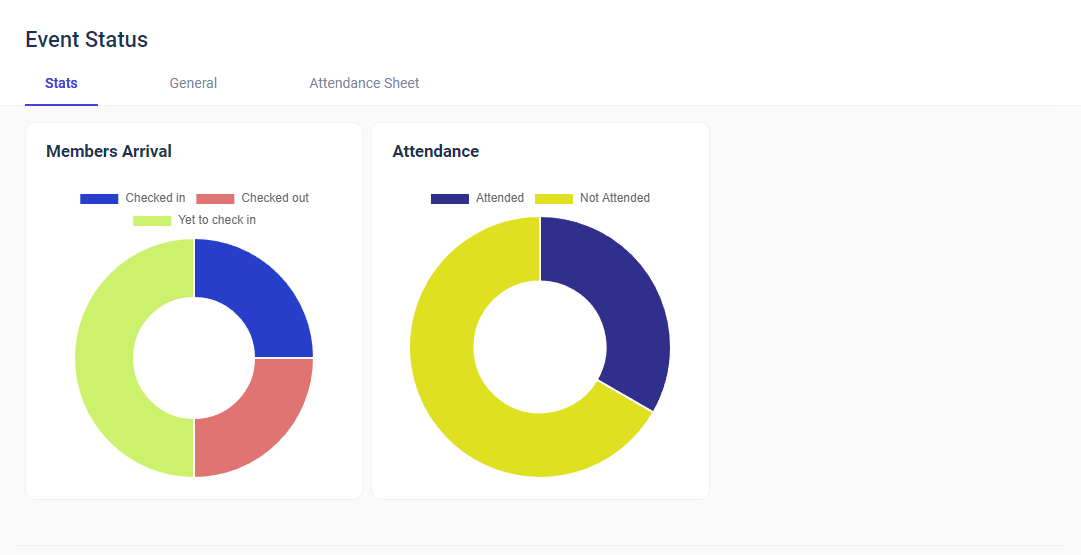 Event Status
Stats General Attendance Sheet
Members Arrival
Checked in Checked out
Yet to check in
Attendance
Attended Not Attended